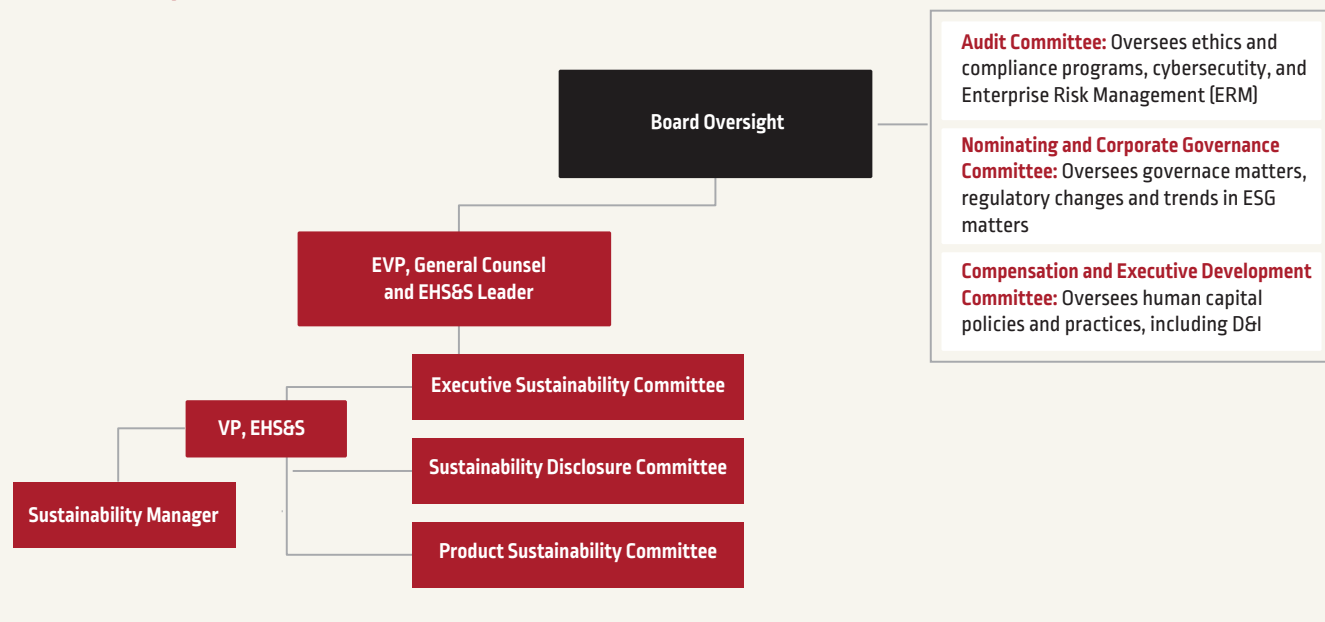 Board Oversight
Audit Committee: Oversees ethics and
compliance programs, cybersecutity, and
Enterprise Risk Management (ERM)
Nominating and Corporate Governance
Committee: Oversees governace matters,
regulatory changes and trends in ESG
matters
Compensation and Executive Development
Committee: Oversees human capital
policies and practices, including D&I
EVP, General Counsel
and EHS&S Leader
Executive Sustainability Committee
VP, EHS&S
Sustainability Disclosure Committee
Sustainability Manager
Product Sustainability Committee